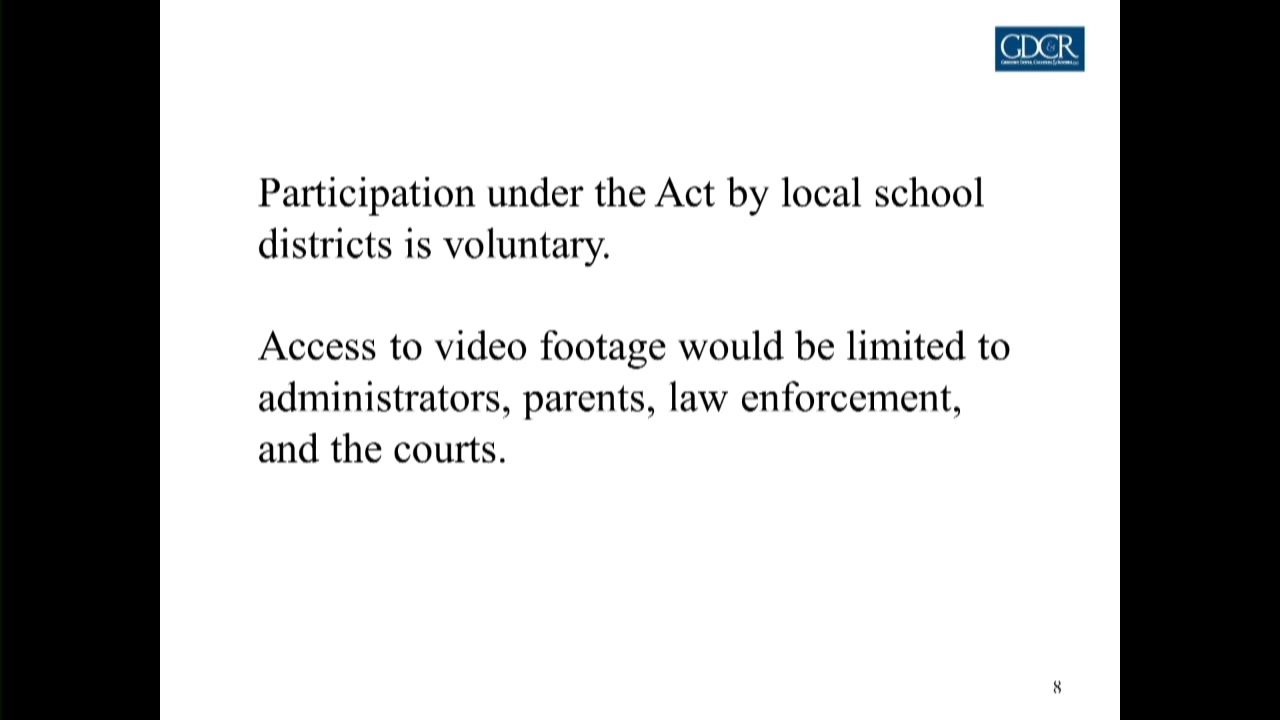 GDC&R
Participation under the Act by local school
districts is voluntary.
Access to video footage would be limited to
administrators, parents, law enforcement,
and the courts.
8